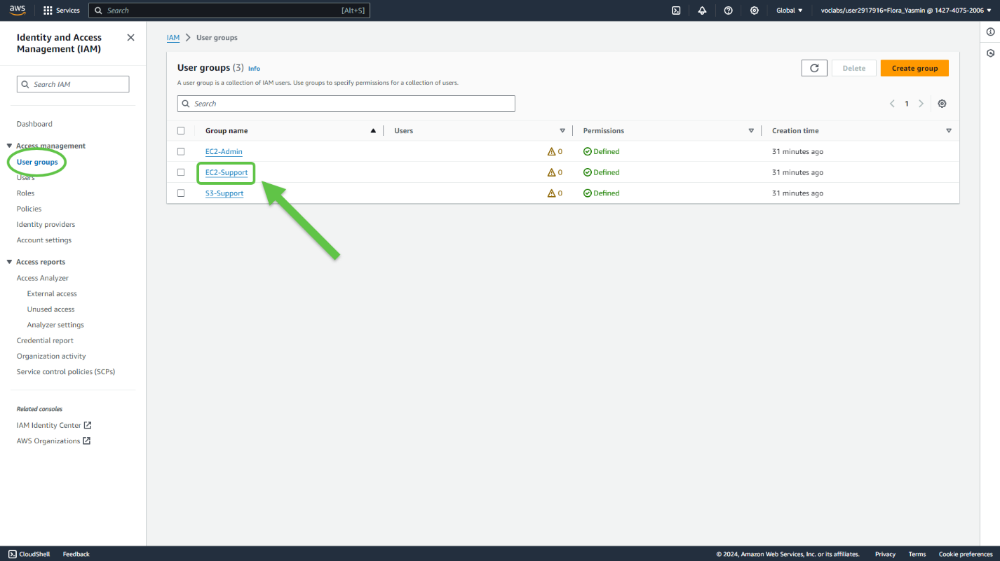 aws
Services
Search
[Alt+S]
Global
voclabs/user2917916=Flora_Yasmin @ 1427-4075-2006
Identity and Access
Management (IAM)
Search IAM
Dashboard
Access management
User groups
Users
Roles
Policies
Identity providers
Account settings
Access reports
Access Analyzer
External access
Unused access
Analyzer settings
Credential report
Organization activity
Service control policies (SCPs)
Related consoles
IAM Identity Center
AWS Organizations
IAM > User groups
User groups (3) Info
A user group is a collection of IAM users. Use groups to specify permissions for a collection of users.
Delete
Create group
Search
1
Group name Users Permissions Creation time
EC2-Admin 0 Defined 31 minutes ago
EC2-Support 0 Defined 31 minutes ago
S3-Support 0 Defined 31 minutes ago
CloudShell Feedback
© 2024, Amazon Web Services, Inc. or its affiliates. Privacy Terms Cookie preferences